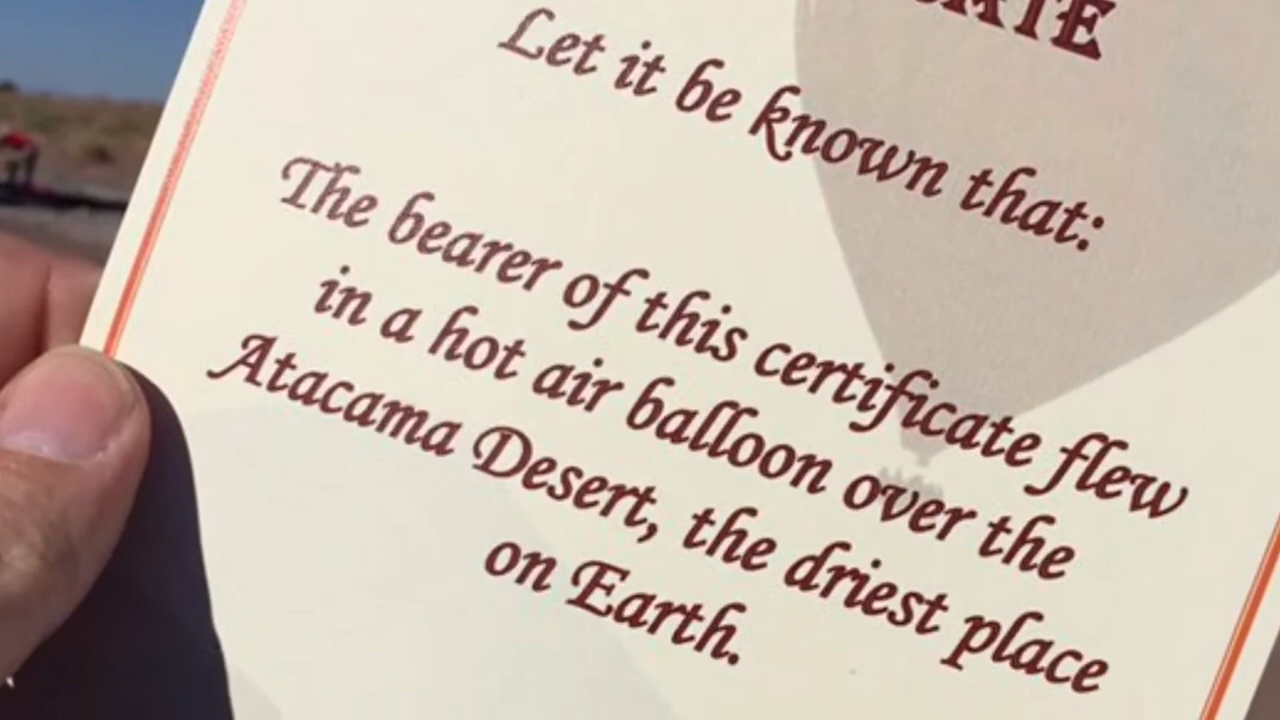 Let it be known that:
The bearer of this certificate flew
in a hot air balloon over the
Atacama Desert, the driest place
on Earth.